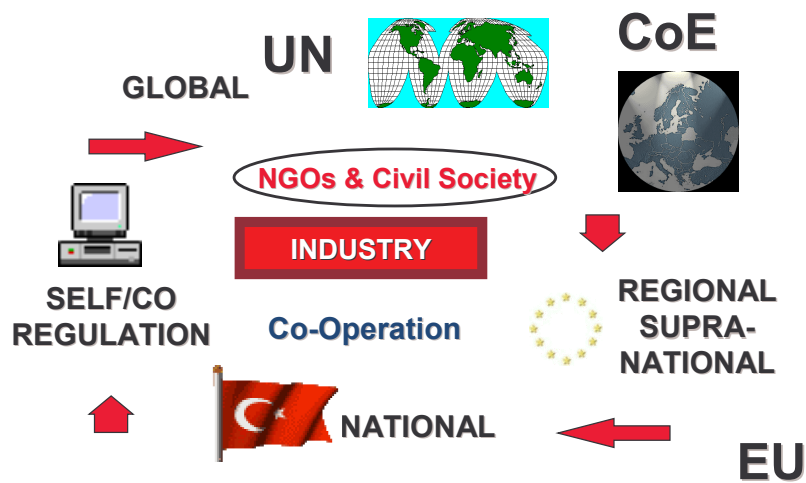 UN
CoE
GLOBAL
NGOs & Civil Society
INDUSTRY
SELF/CO
REGULATION
Co-Operation
REGIONAL
SUPRA-
NATIONAL
NATIONAL
EU